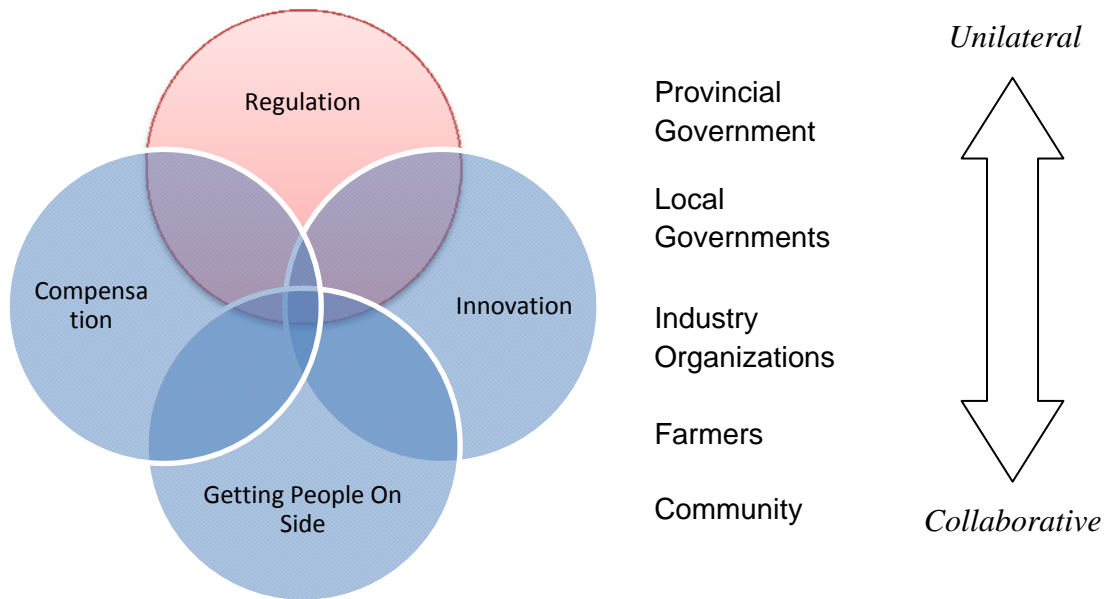 Regulation
Compensa
tion
Innovation
Getting People On
Side
Provincial
Government
Local
Governments
Industry
Organizations
Farmers
Community
Unilateral
Collaborative